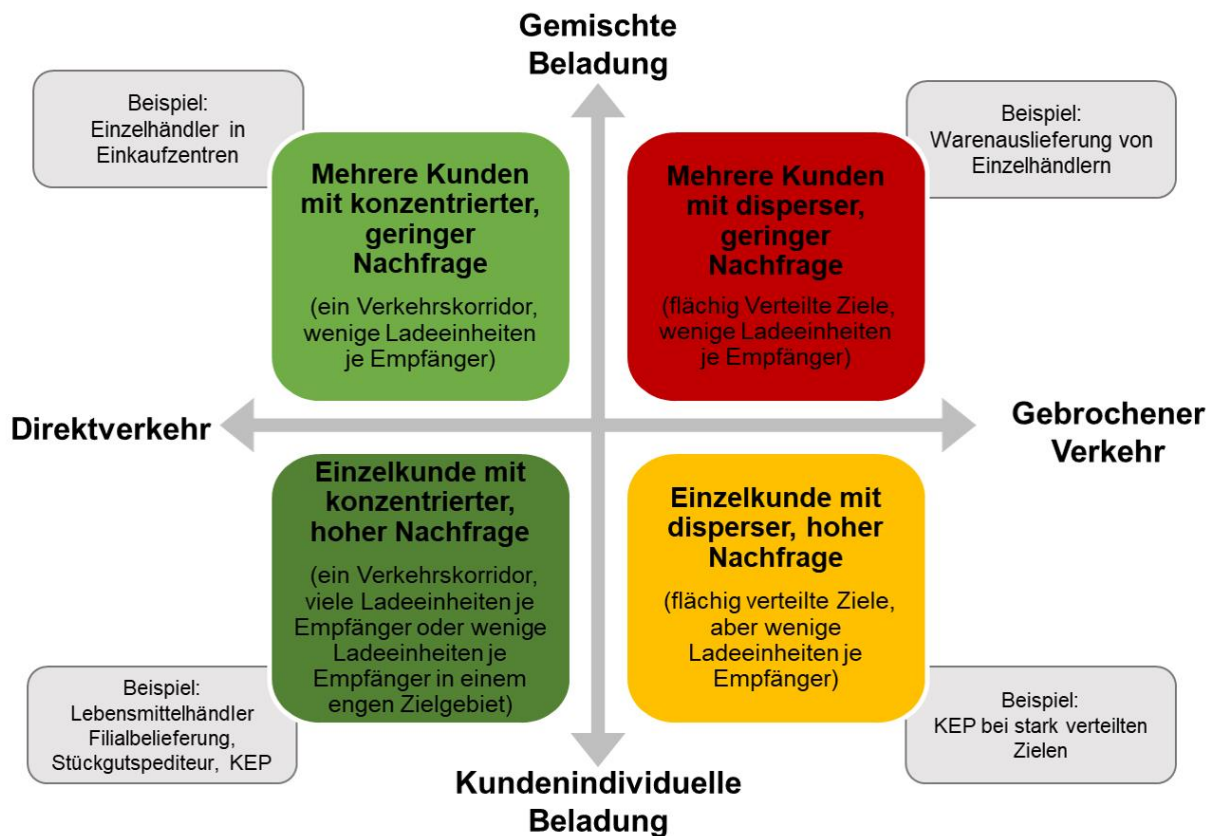 Gemischte
Beladung
Beispiel:
Einzelhändler in
Einkaufzentren
Beispiel:
Warenauslieferung von
Einzelhändlern
Mehrere Kunden
mit konzentrierter,
geringer
Nachfrage
(ein Verkehrskorridor,
wenige Ladeeinheiten
je Empfänger)
Mehrere Kunden
mit disperser,
geringer
Nachfrage
(flächig Verteilte Ziele,
wenige Ladeeinheiten
je Empfänger)
Direktverkehr
Gebrochener
Verkehr
Einzelkunde mit
konzentrierter,
hoher Nachfrage
(ein Verkehrskorridor,
viele Ladeeinheiten je
Empfänger oder wenige
Ladeeinheiten je
Empfänger in einem
engen Zielgebiet)
Einzelkunde mit
disperser, hoher
Nachfrage
(flächig verteilte Ziele,
aber wenige
Ladeeinheiten je
Empfänger)
Beispiel:
Lebensmittelhändler
Filialbelieferung,
Stückgutspediteur, KEP
Beispiel:
KEP bei stark verteilten
Zielen
Kundenindividuelle
Beladung